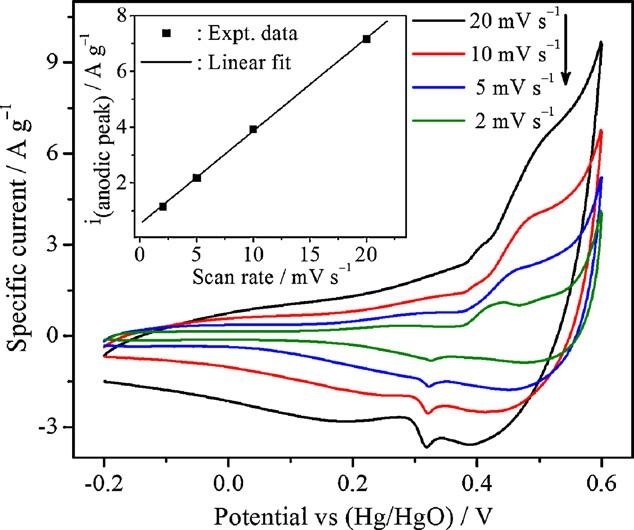 20 mV s⁻¹
10 mV s⁻¹
5 mV s⁻¹
2 mV s⁻¹
: Expt. data
: Linear fit
i(anodic peak) / A g⁻¹
8
6
4
2
0
5
10
15
20
Scan rate / mV s⁻¹
Specific current / A g⁻¹
9
6
3
0
-3
-0.2
0.0
0.2
0.4
0.6
Potential vs (Hg/HgO) / V